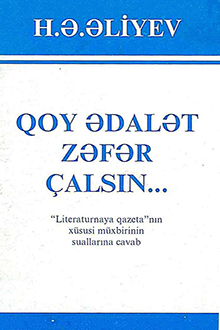 H.Ə.ƏLİYEV
QOY ƏDALƏT
ZƏFƏR
ÇALSIN...
"Literaturnaya qazeta"nın
xüsusi müxbirinin
suallarına cavab